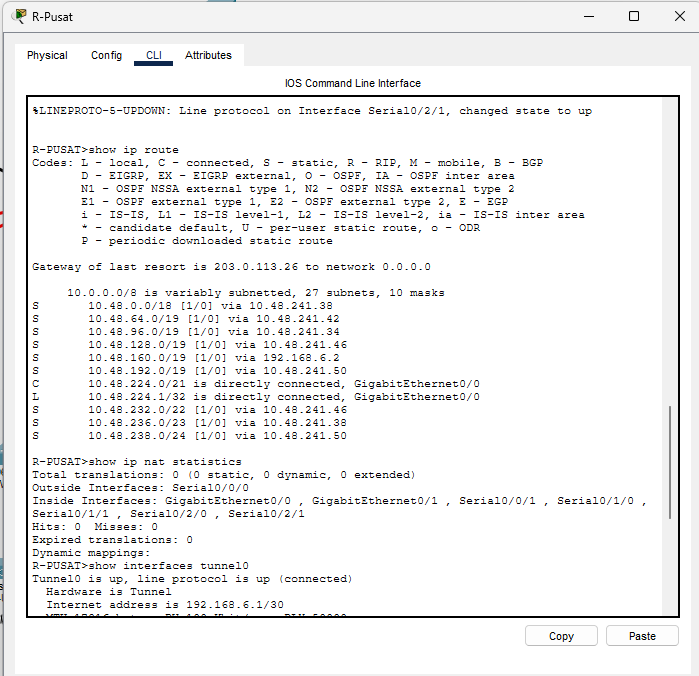 R-Pusat
Physical Config CLI Attributes
IOS Command Line Interface
%LINEPROTO-5-UPDOWN: Line protocol on Interface Serial0/2/1, changed state to up
R-PUSAT>show ip route
Codes: L - local, C - connected, S - static, R - RIP, M - mobile, B - BGP
D - EIGRP, EX - EIGRP external, O - OSPF, IA - OSPF inter area
N1 - OSPF NSSA external type 1, N2 - OSPF NSSA external type 2
E1 - OSPF external type 1, E2 - OSPF external type 2, E - EGP
i - IS-IS, L1 - IS-IS level-1, L2 - IS-IS level-2, ia - IS-IS inter area
* - candidate default, U - per-user static route, o - ODR
P - periodic downloaded static route
Gateway of last resort is 203.0.113.26 to network 0.0.0.0
10.0.0.0/8 is variably subnetted, 27 subnets, 10 masks
S 10.48.0.0/18 [1/0] via 10.48.241.38
S 10.48.64.0/19 [1/0] via 10.48.241.42
S 10.48.96.0/19 [1/0] via 10.48.241.34
S 10.48.128.0/19 [1/0] via 10.48.241.46
S 10.48.160.0/19 [1/0] via 192.168.6.2
S 10.48.192.0/19 [1/0] via 10.48.241.50
C 10.48.224.0/21 is directly connected, GigabitEthernet0/0
L 10.48.224.1/32 is directly connected, GigabitEthernet0/0
S 10.48.232.0/22 [1/0] via 10.48.241.46
S 10.48.236.0/23 [1/0] via 10.48.241.38
S 10.48.238.0/24 [1/0] via 10.48.241.50
R-PUSAT>show ip nat statistics
Total translations: 0 (0 static, 0 dynamic, 0 extended)
Outside Interfaces: Serial0/0/0
Inside Interfaces: GigabitEthernet0/0 , GigabitEthernet0/1 , Serial0/0/1 , Serial0/1/0 ,
Serial0/1/1 , Serial0/2/0 , Serial0/2/1
Hits: 0 Misses: 0
Expired translations: 0
Dynamic mappings:
R-PUSAT>show interfaces tunnel0
Tunnel0 is up, line protocol is up (connected)
Hardware is Tunnel
Internet address is 192.168.6.1/30
Copy Paste